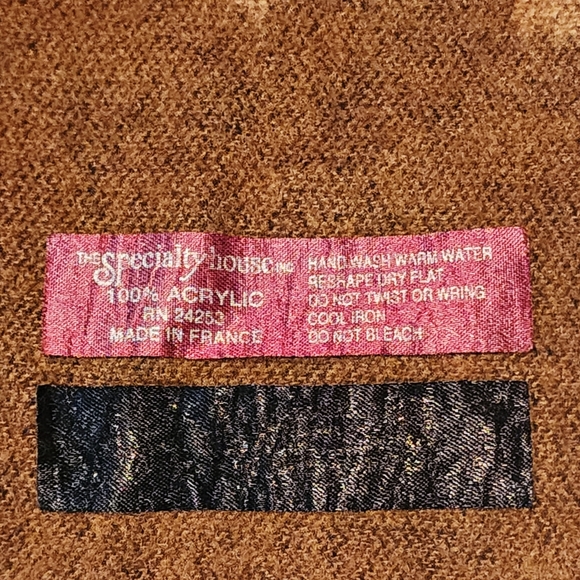 THE Specialty house INC
100% ACRYLIC
RN 24253
MADE IN FRANCE
HAND WASH WARM WATER
RESHAPE DRY FLAT
DO NOT TWIST OR WRING
COOL IRON
DO NOT BLEACH